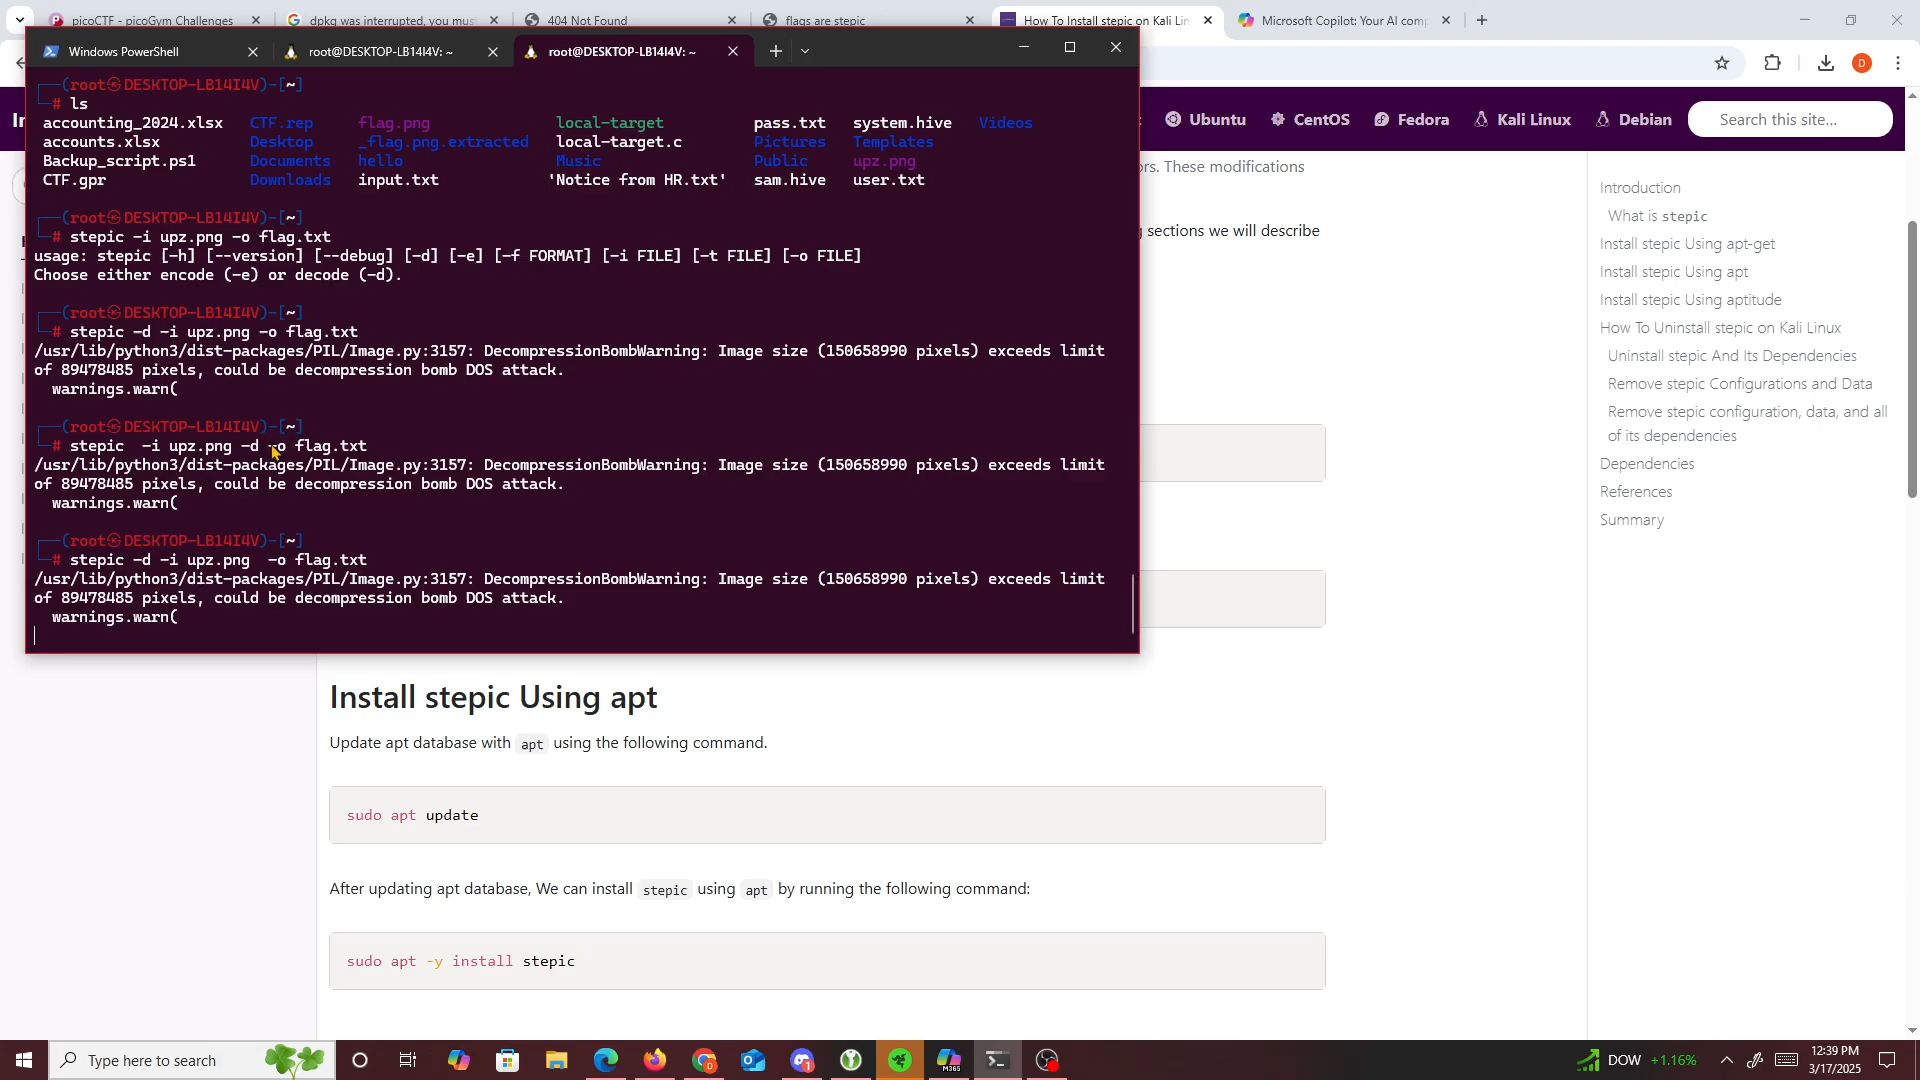 picoCTF - picoGym Challenges
dpkg was interrupted, you mus
404 Not Found
flags are stepic
How To Install stepic on Kali Lin
Microsoft Copilot: Your AI com
Windows PowerShell
root@DESKTOP-LB14I4V: ~
root@DESKTOP-LB14I4V: ~
Ubuntu
CentOS
Fedora
Kali Linux
Debian
Search this site...
(root㉿DESKTOP-LB14I4V)-[~]
# ls
accounting_2024.xlsx CTF.rep flag.png local-target pass.txt system.hive Videos
accounts.xlsx Desktop _flag.png.extracted local-target.c Pictures Templates
Backup_script.ps1 Documents hello Music Public upz.png
CTF.gpr Downloads input.txt 'Notice from HR.txt' sam.hive user.txt
(root㉿DESKTOP-LB14I4V)-[~]
# stepic -i upz.png -o flag.txt
usage: stepic [-h] [--version] [--debug] [-d] [-e] [-f FORMAT] [-i FILE] [-t FILE] [-o FILE]
Choose either encode (-e) or decode (-d).
(root㉿DESKTOP-LB14I4V)-[~]
# stepic -d -i upz.png -o flag.txt
/usr/lib/python3/dist-packages/PIL/Image.py:3157: DecompressionBombWarning: Image size (150658990 pixels) exceeds limit
of 89478485 pixels, could be decompression bomb DOS attack.
warnings.warn(
(root㉿DESKTOP-LB14I4V)-[~]
# stepic  -i upz.png -d -o flag.txt
/usr/lib/python3/dist-packages/PIL/Image.py:3157: DecompressionBombWarning: Image size (150658990 pixels) exceeds limit
of 89478485 pixels, could be decompression bomb DOS attack.
warnings.warn(
(root㉿DESKTOP-LB14I4V)-[~]
# stepic -d -i upz.png  -o flag.txt
/usr/lib/python3/dist-packages/PIL/Image.py:3157: DecompressionBombWarning: Image size (150658990 pixels) exceeds limit
of 89478485 pixels, could be decompression bomb DOS attack.
warnings.warn(
These modifications
sections we will describe
Install stepic Using apt
Update apt database with apt using the following command.
sudo apt update
After updating apt database, We can install stepic using apt by running the following command:
sudo apt -y install stepic
Introduction
What is stepic
Install stepic Using apt-get
Install stepic Using apt
Install stepic Using aptitude
How To Uninstall stepic on Kali Linux
Uninstall stepic And Its Dependencies
Remove stepic Configurations and Data
Remove stepic configuration, data, and all
of its dependencies
Dependencies
References
Summary
Type here to search
M365
DOW +1.16%
12:39 PM
3/17/2025